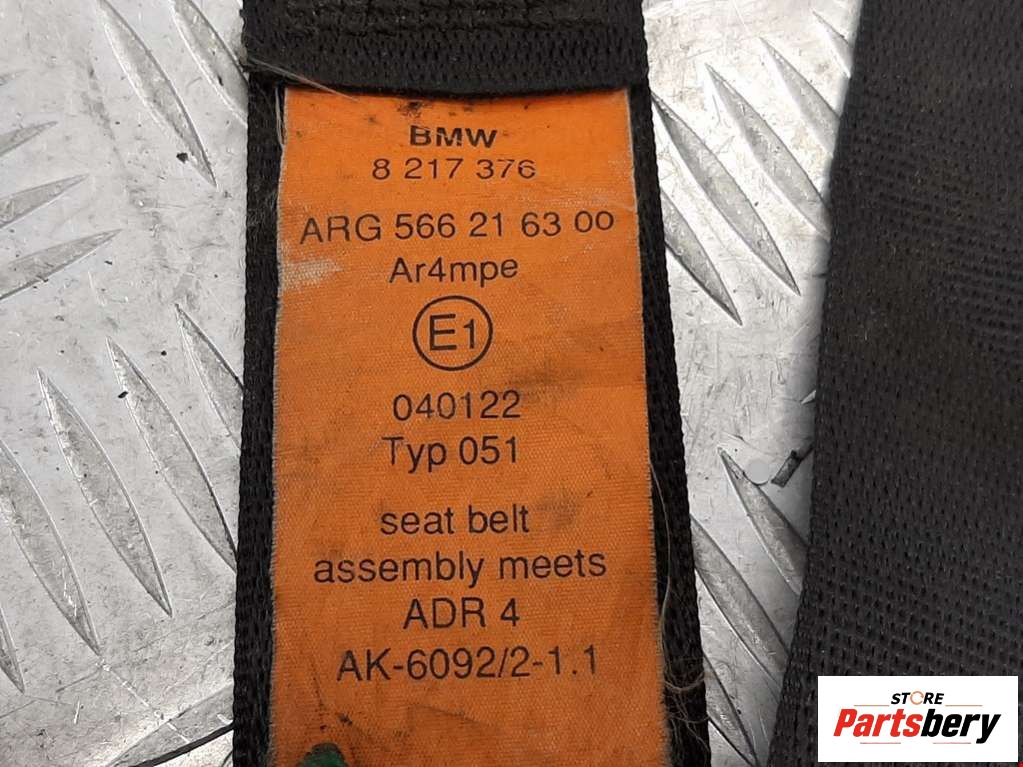 BMW
8 217 376
ARG 566 21 63 00
Ar4mpe
E1
040122
Typ 051
seat belt
assembly meets
ADR 4
AK-6092/2-1.1
STORE
Partsbery